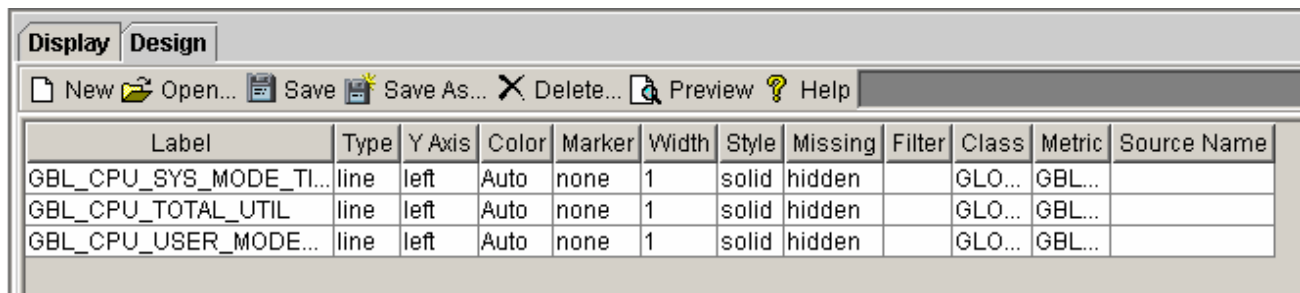 Display Design
New Open... Save Save As... Delete... Preview Help
Label Type Y Axis Color Marker Width Style Missing Filter Class Metric Source Name
GBL_CPU_SYS_MODE_TI... line left Auto none 1 solid hidden GLO... GBL...
GBL_CPU_TOTAL_UTIL line left Auto none 1 solid hidden GLO... GBL...
GBL_CPU_USER_MODE... line left Auto none 1 solid hidden GLO... GBL...